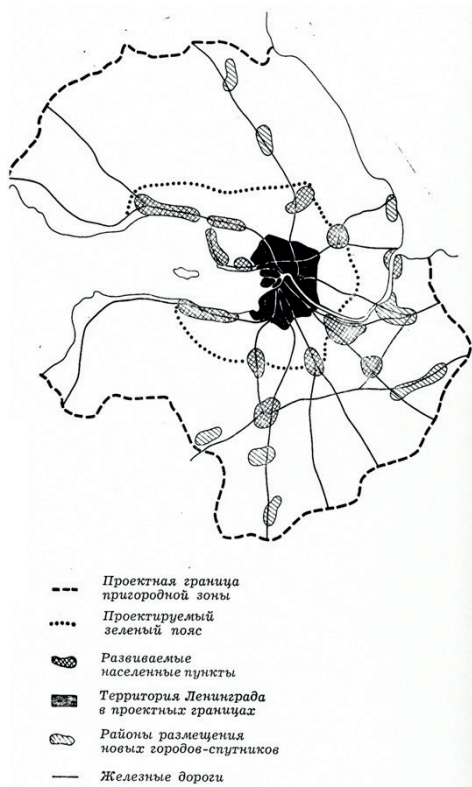 Проектная граница
пригородной зоны
Проектируемый
зеленый пояс
Развиваемые
населенные пункты
Территория Ленинграда
в проектных границах
Районы размещения
новых городов-спутников
Железные дороги